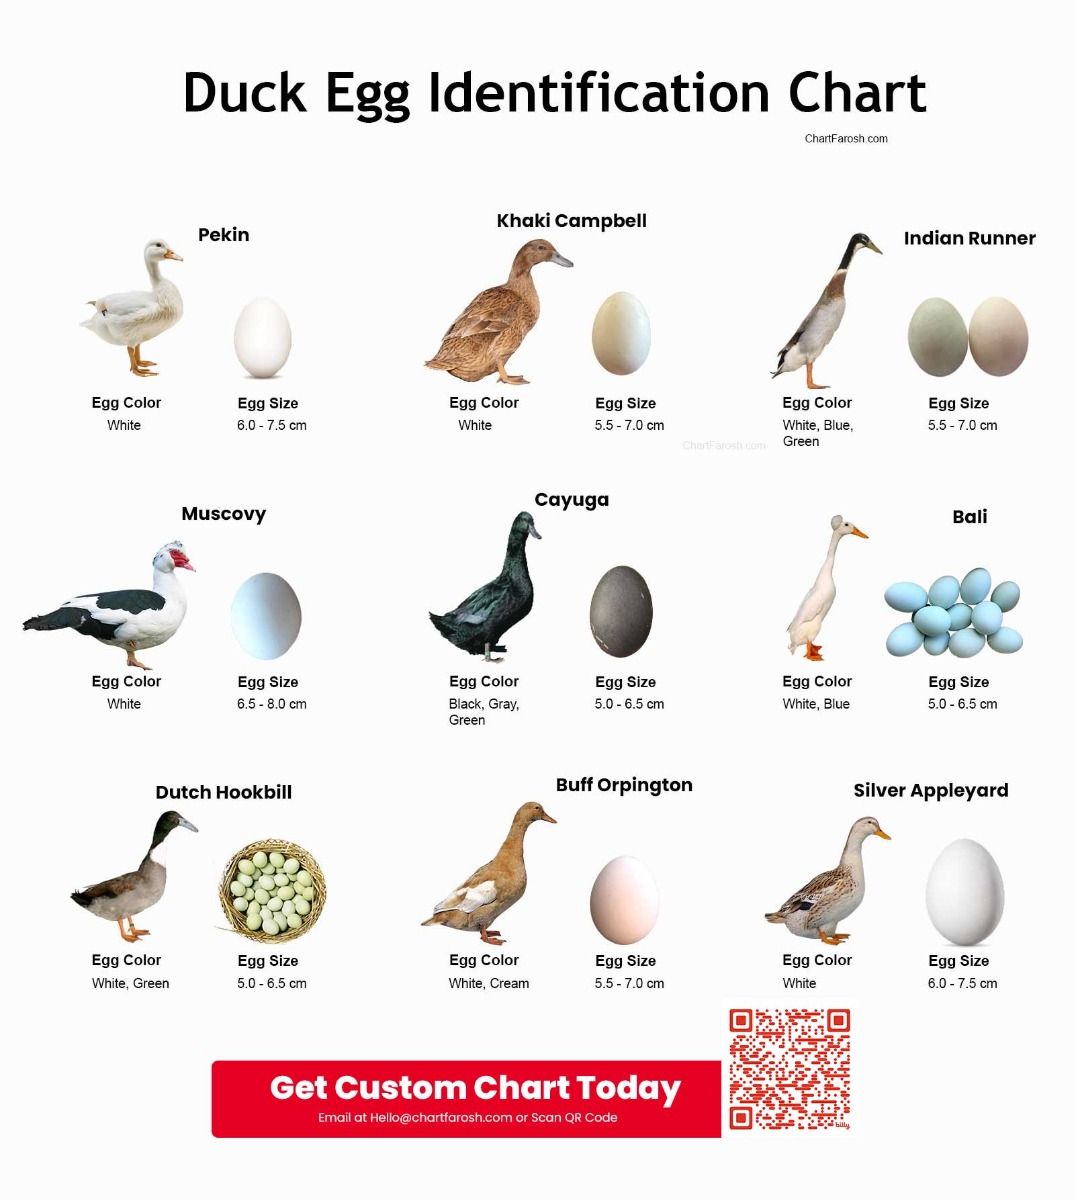 Duck Egg Identification Chart
ChartFarosh.com
Pekin
Egg Color
Egg Size
White
6.0 - 7.5 cm
Khaki Campbell
Egg Color
Egg Size
White
5.5 - 7.0 cm
ChartFarosh.com
Indian Runner
Egg Color
Egg Size
White, Blue,
Green
5.5 - 7.0 cm
Muscovy
Egg Color
Egg Size
White
6.5 - 8.0 cm
Cayuga
Egg Color
Egg Size
Black, Gray,
Green
5.0 - 6.5 cm
Bali
Egg Color
Egg Size
White, Blue
5.0 - 6.5 cm
Dutch Hookbill
Egg Color
Egg Size
White, Green
5.0 - 6.5 cm
Buff Orpington
Egg Color
Egg Size
White, Cream
5.5 - 7.0 cm
Silver Appleyard
Egg Color
Egg Size
White
6.0 - 7.5 cm
Get Custom Chart Today
Email at Hello@chartfarosh.com or Scan QR Code
bitly